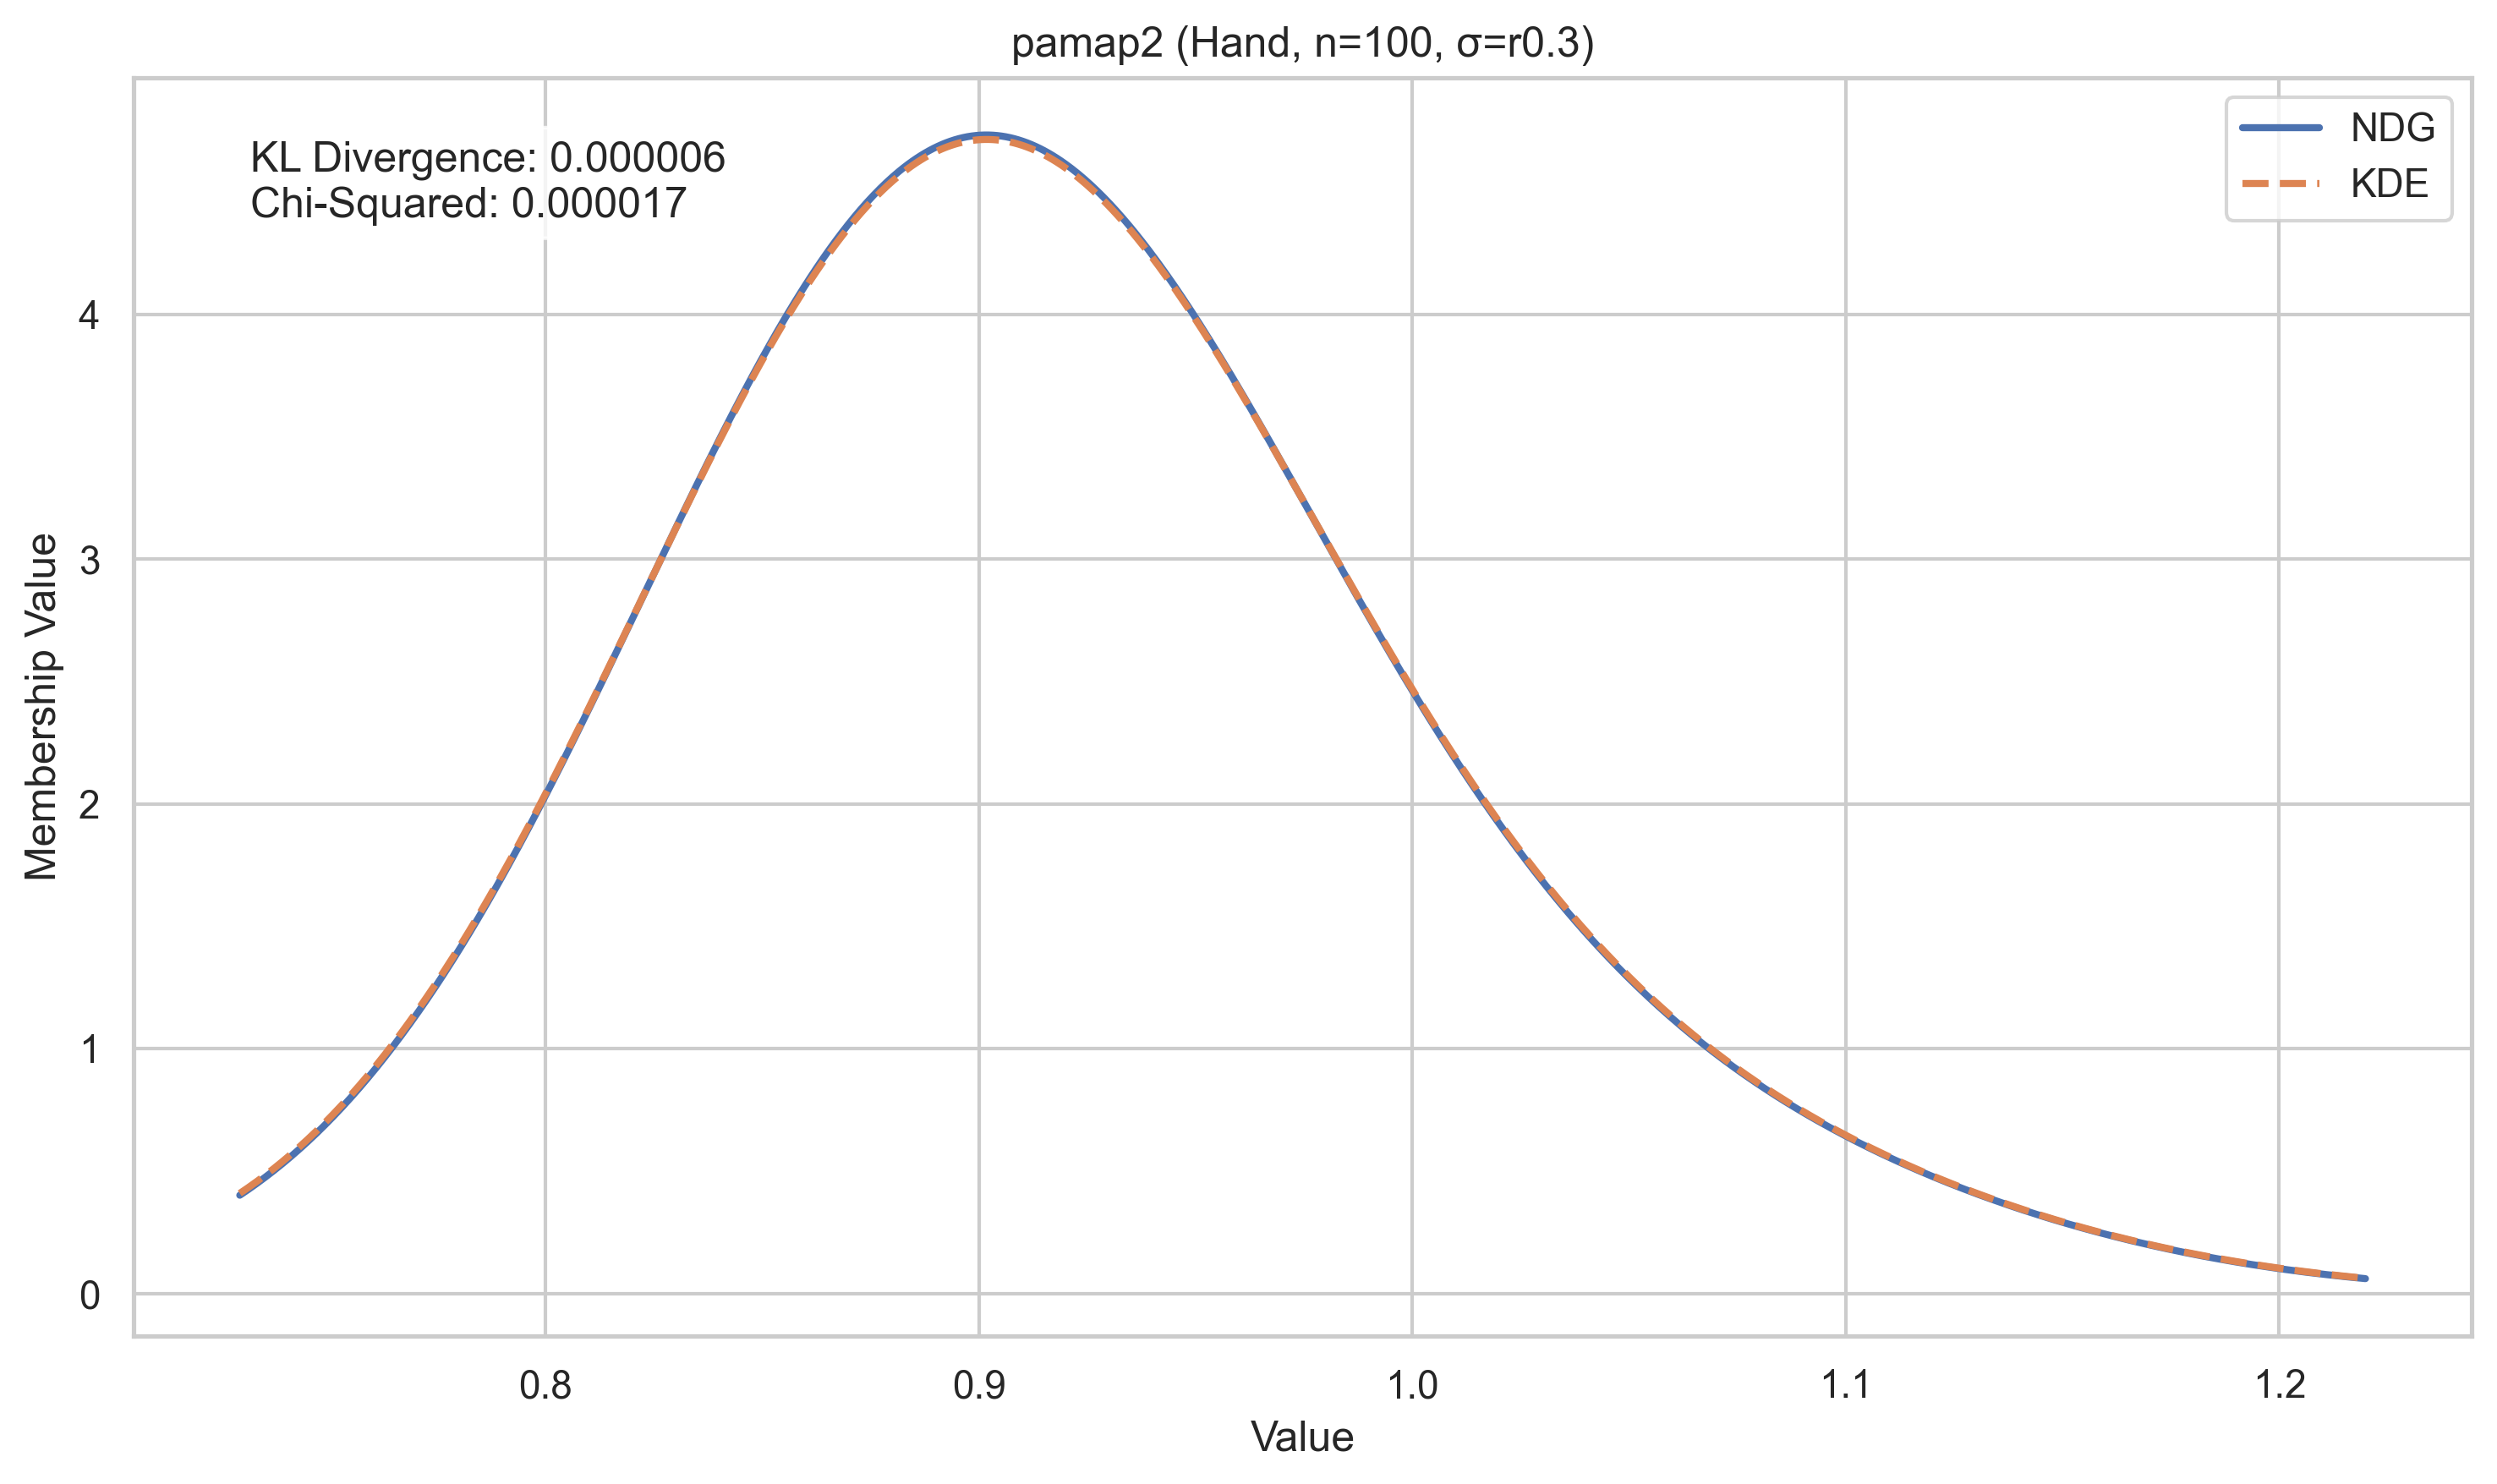 pamap2 (Hand, n=100, σ=r0.3)
KL Divergence: 0.000006
Chi-Squared: 0.000017
NDG
KDE
Membership Value
4
3
2
1
0
0.8
0.9
1.0
1.1
1.2
Value